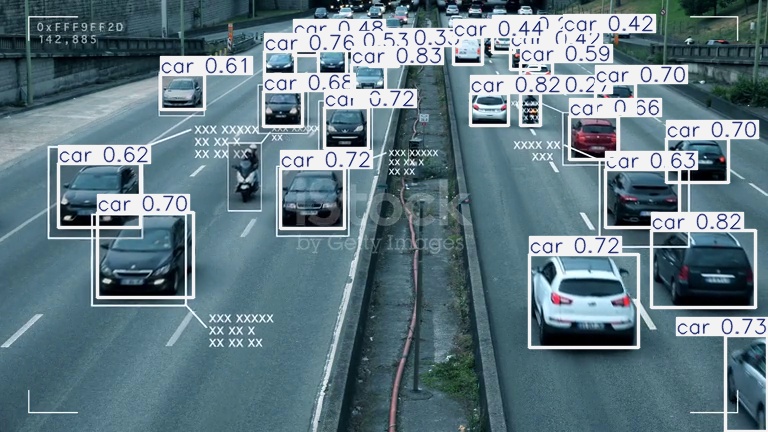 0xFFF9FF2D
142,885
car 0.48
car 0.44
car 0.42
car 0.76
0.53
car 0.59
car 0.83
car 0.61
car 0.68
car 0.82
0.27
car 0.70
car 0.72
car 0.66
XXX XXXXX
XX XX X
XX XX XX
XXX XXXXX
XX XX X
XX XX
XXXX XX
XXX
car 0.70
car 0.62
car 0.72
car 0.63
car 0.70
car 0.82
car 0.72
iStock
by Getty Images
XXX XXXXX
XX XX X
XX XX XX
car 0.73